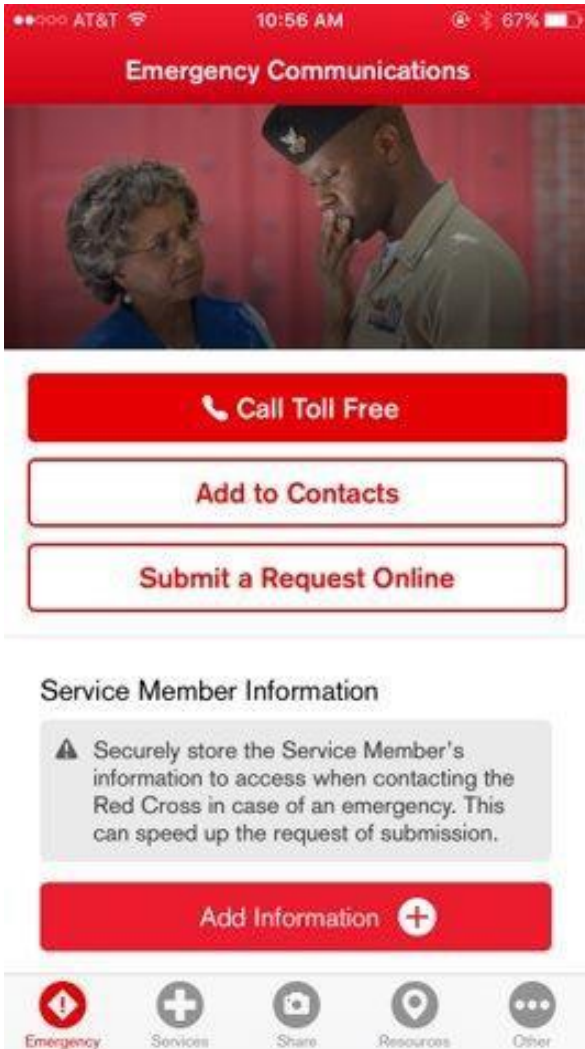 AT&T 10:56 AM 67%
Emergency Communications
Call Toll Free
Add to Contacts
Submit a Request Online
Service Member Information
Securely store the Service Member's
information to access when contacting the
Red Cross in case of an emergency. This
can speed up the request of submission.
Add Information
Emergency Services Share Resources Other